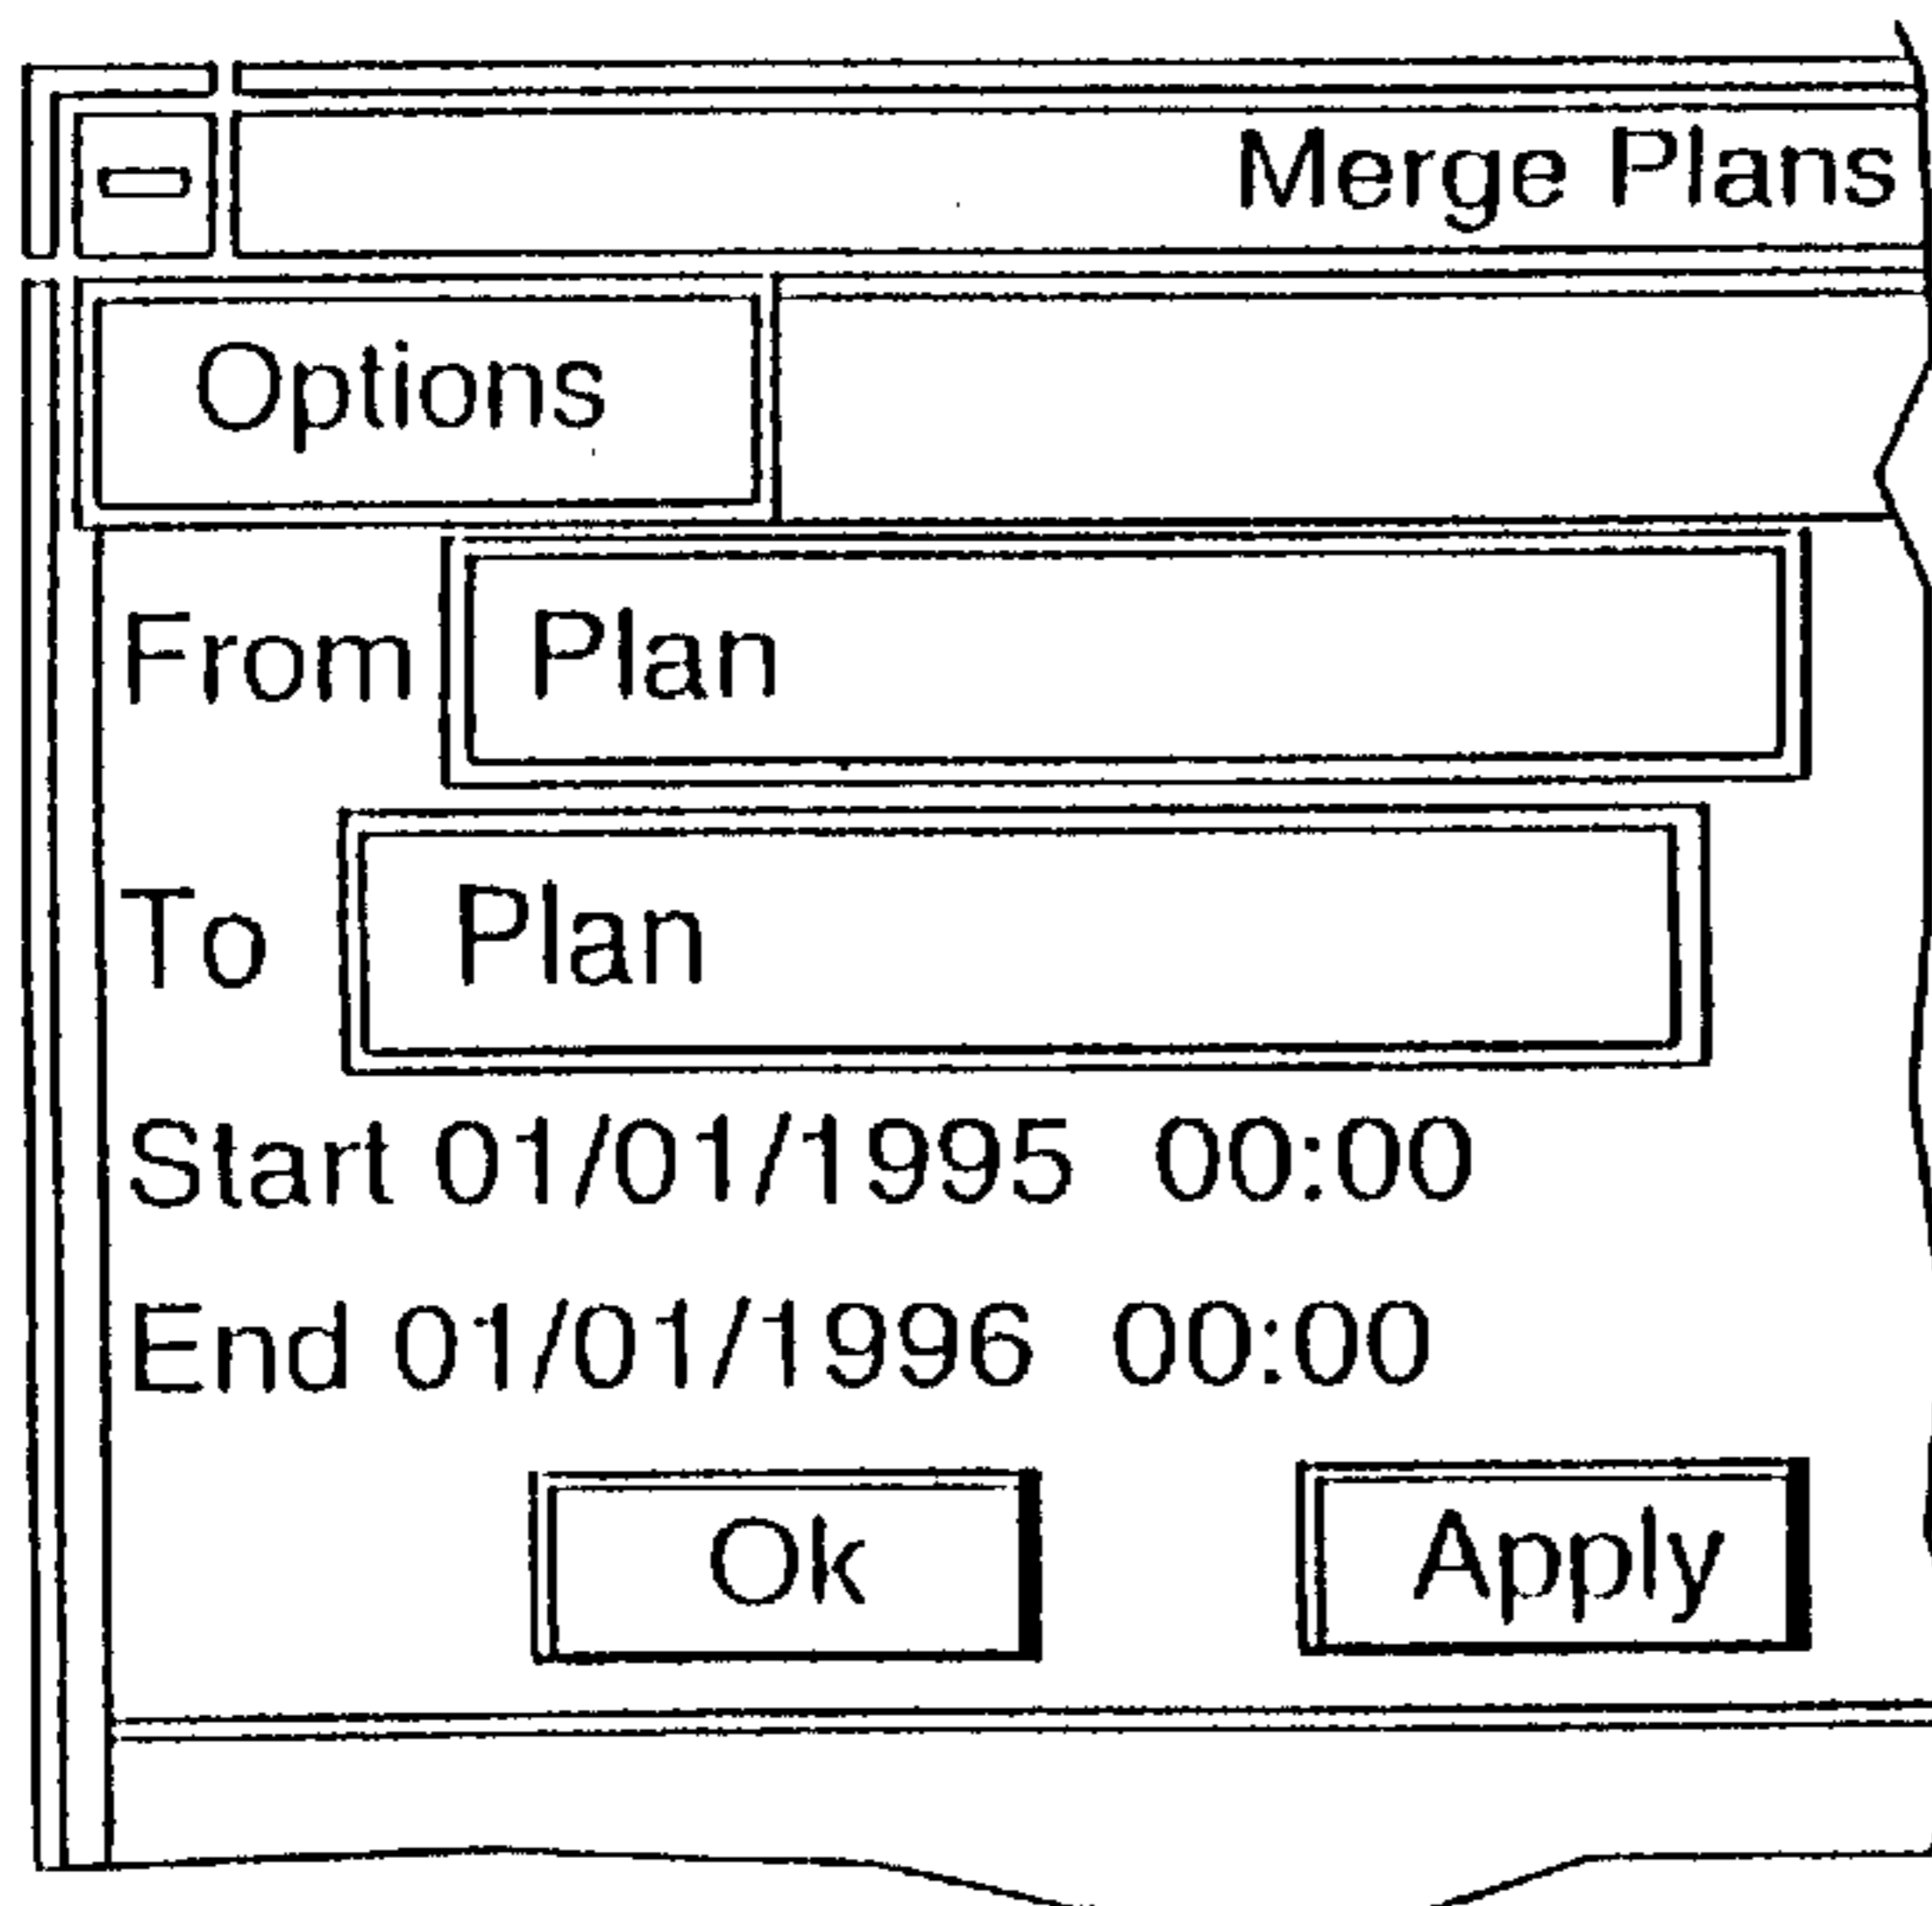 Merge Plans
Options
From Plan
To Plan
Start 01/01/1995 00:00
End 01/01/1996 00:00
Ok Apply